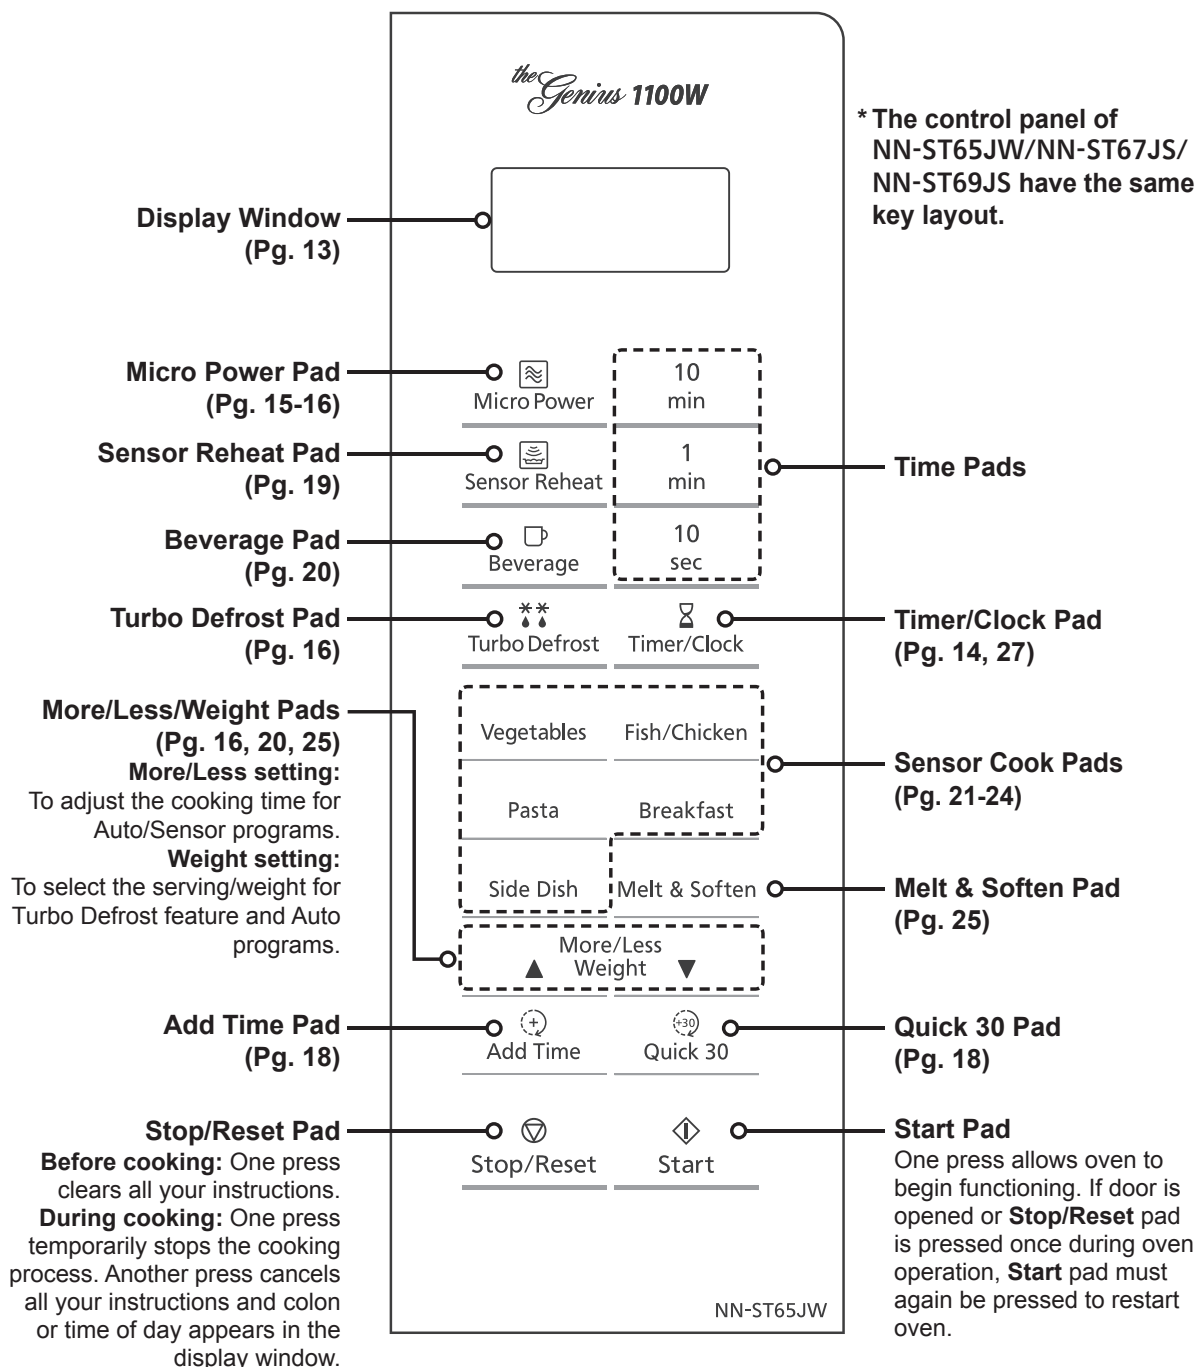 the Genius 1100W
* The control panel of
NN-ST65JW/NN-ST67JS/
NN-ST69JS have the same
key layout.
Display Window
(Pg. 13)
Micro Power Pad
(Pg. 15-16)
Micro Power
10
min
Sensor Reheat Pad
(Pg. 19)
Sensor Reheat
1
min
Time Pads
Beverage Pad
(Pg. 20)
Beverage
10
sec
Turbo Defrost Pad
(Pg. 16)
Turbo Defrost
Timer/Clock
Timer/Clock Pad
(Pg. 14, 27)
More/Less/Weight Pads
(Pg. 16, 20, 25)
More/Less setting:
To adjust the cooking time for
Auto/Sensor programs.
Weight setting:
To select the serving/weight for
Turbo Defrost feature and Auto
programs.
Vegetables
Fish/Chicken
Pasta
Breakfast
Sensor Cook Pads
(Pg. 21-24)
Side Dish
Melt & Soften
Melt & Soften Pad
(Pg. 25)
More/Less
▲ Weight ▼
Add Time Pad
(Pg. 18)
+
Add Time
+30
Quick 30
Quick 30 Pad
(Pg. 18)
Stop/Reset Pad
Before cooking: One press
clears all your instructions.
During cooking: One press
temporarily stops the cooking
process. Another press cancels
all your instructions and colon
or time of day appears in the
display window.
Stop/Reset
Start
Start Pad
One press allows oven to
begin functioning. If door is
opened or Stop/Reset pad
is pressed once during oven
operation, Start pad must
again be pressed to restart
oven.
NN-ST65JW